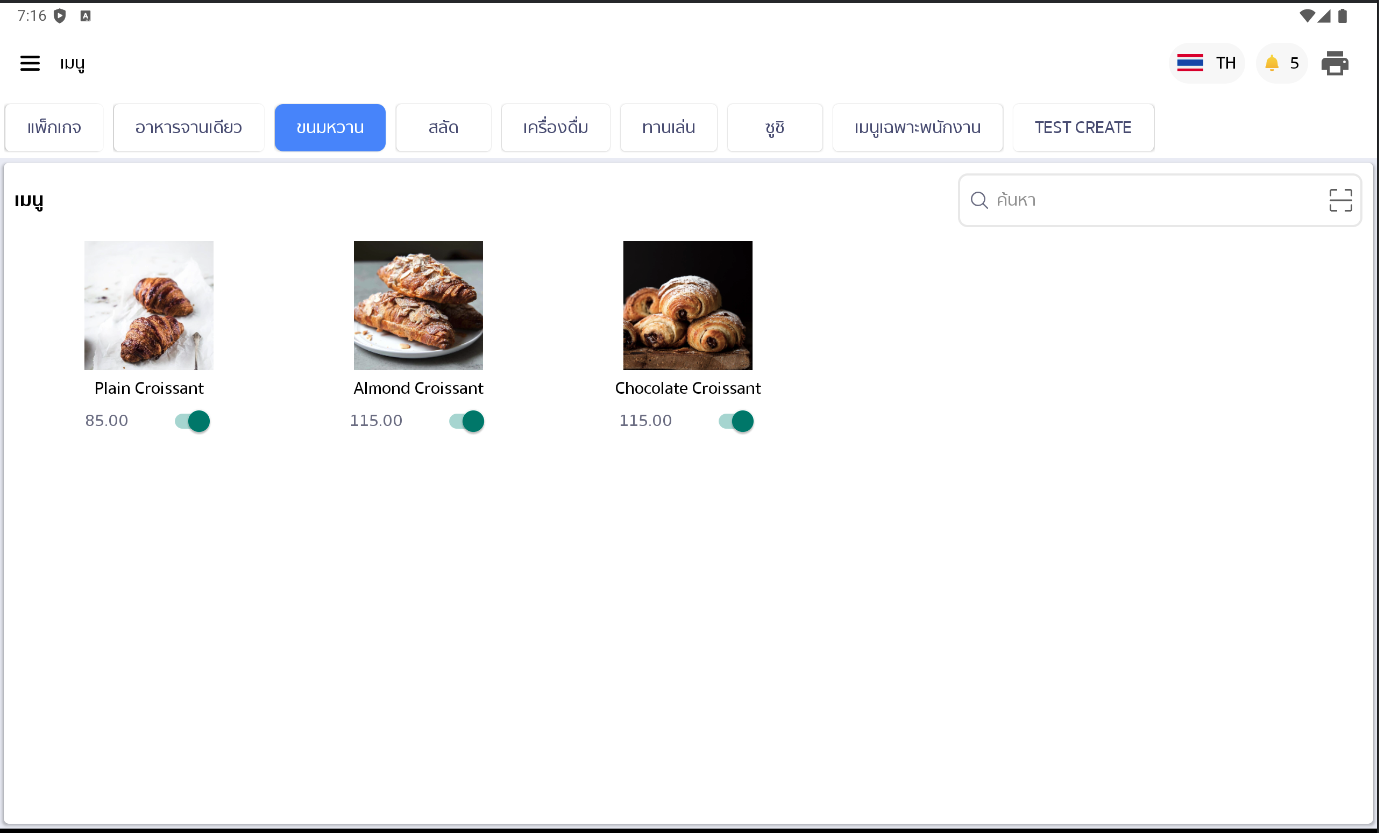 7:16
เมนู
TH
5
แพ็กเกจ อาหารจานเดียว ขนมหวาน สลัด เครื่องดื่ม ทานเล่น ซูชิ เมนูเฉพาะพนักงาน TEST CREATE
เมนู
ค้นหา
Plain Croissant Almond Croissant Chocolate Croissant
85.00 115.00 115.00